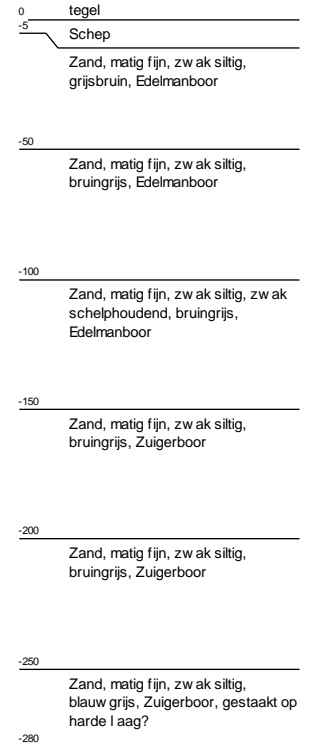 0 tegel
-5
Schep
Zand, matig fijn, zwak siltig,
grijsbruin, Edelmanboor
-50
Zand, matig fijn, zwak siltig,
bruingrijs, Edelmanboor
-100
Zand, matig fijn, zwak siltig, zwak
schelphoudend, bruingrijs,
Edelmanboor
-150
Zand, matig fijn, zwak siltig,
bruingrijs, Zuigerboor
-200
Zand, matig fijn, zwak siltig,
bruingrijs, Zuigerboor
-250
Zand, matig fijn, zwak siltig,
blauwgrijs, Zuigerboor, gestaakt op
harde laag?
-280